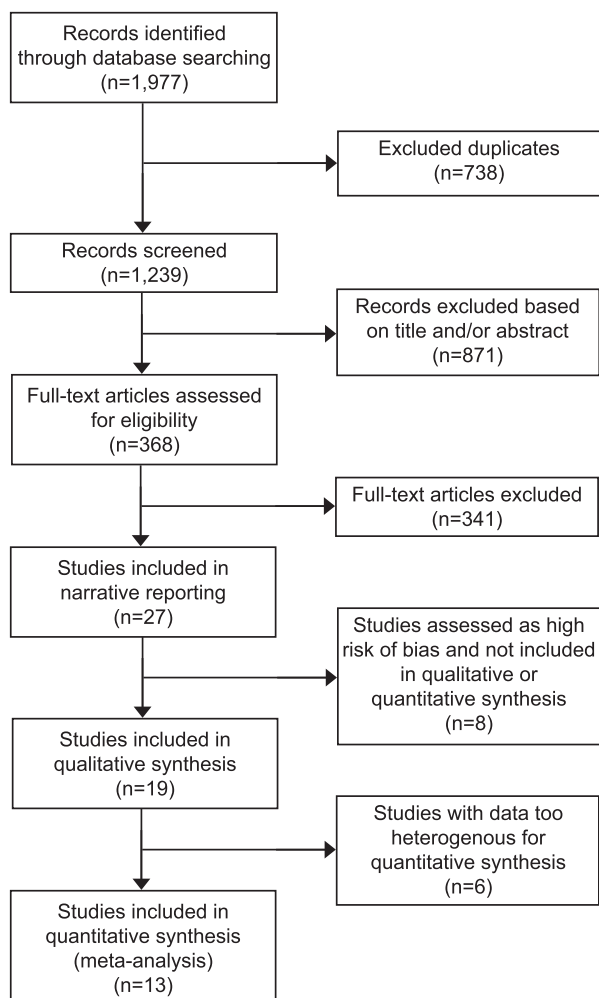 Records identified
through database searching
(n=1,977)
Excluded duplicates
(n=738)
Records screened
(n=1,239)
Records excluded based
on title and/or abstract
(n=871)
Full-text articles assessed
for eligibility
(n=368)
Full-text articles excluded
(n=341)
Studies included in
narrative reporting
(n=27)
Studies assessed as high
risk of bias and not included
in qualitative or
quantitative synthesis
(n=8)
Studies included in
qualitative synthesis
(n=19)
Studies with data too
heterogenous for
quantitative synthesis
(n=6)
Studies included in
quantitative synthesis
(meta-analysis)
(n=13)